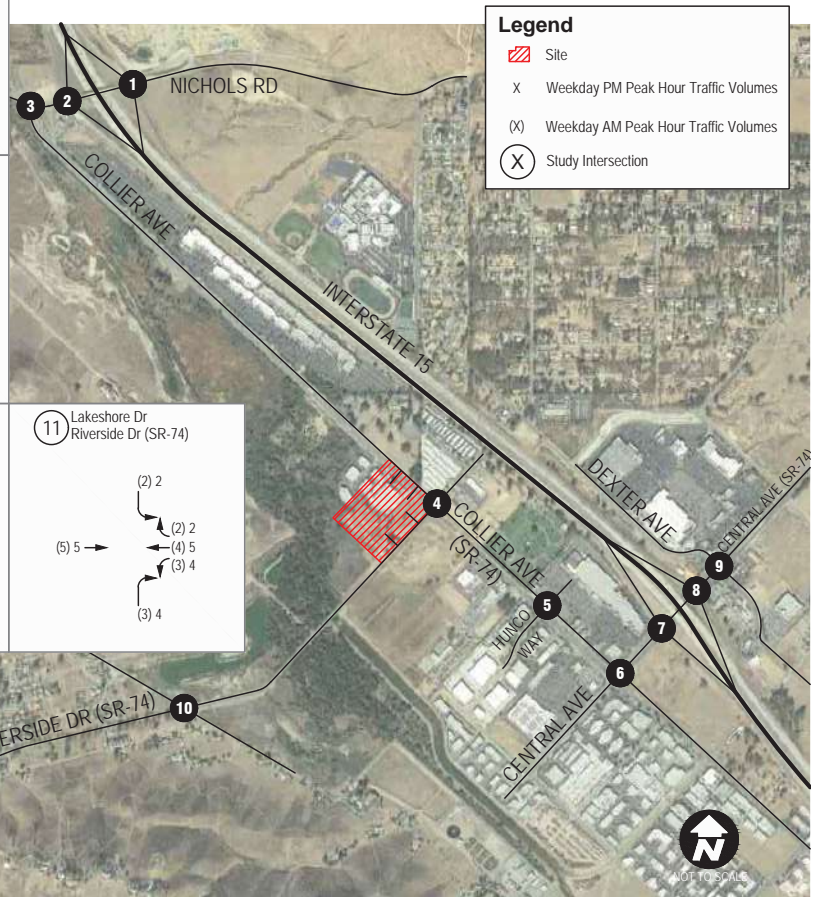 Legend
Site
X Weekday PM Peak Hour Traffic Volumes
(X) Weekday AM Peak Hour Traffic Volumes
X Study Intersection
1
NICHOLS RD
2
3
COLLIER AVE
INTERSTATE 15
11 Lakeshore Dr
Riverside Dr (SR-74)
(2) 2
(2) 2
(5) 5
(4) 5
(3) 4
(3) 4
4
COLLIER AVE
(SR-74)
DEXTER AVE
CENTRAL AVE (SR-74)
9
8
5
HUNCO
WAY
7
6
CENTRAL AVE
10
ERSIDE DR (SR-74)
N
NOT TO SCALE